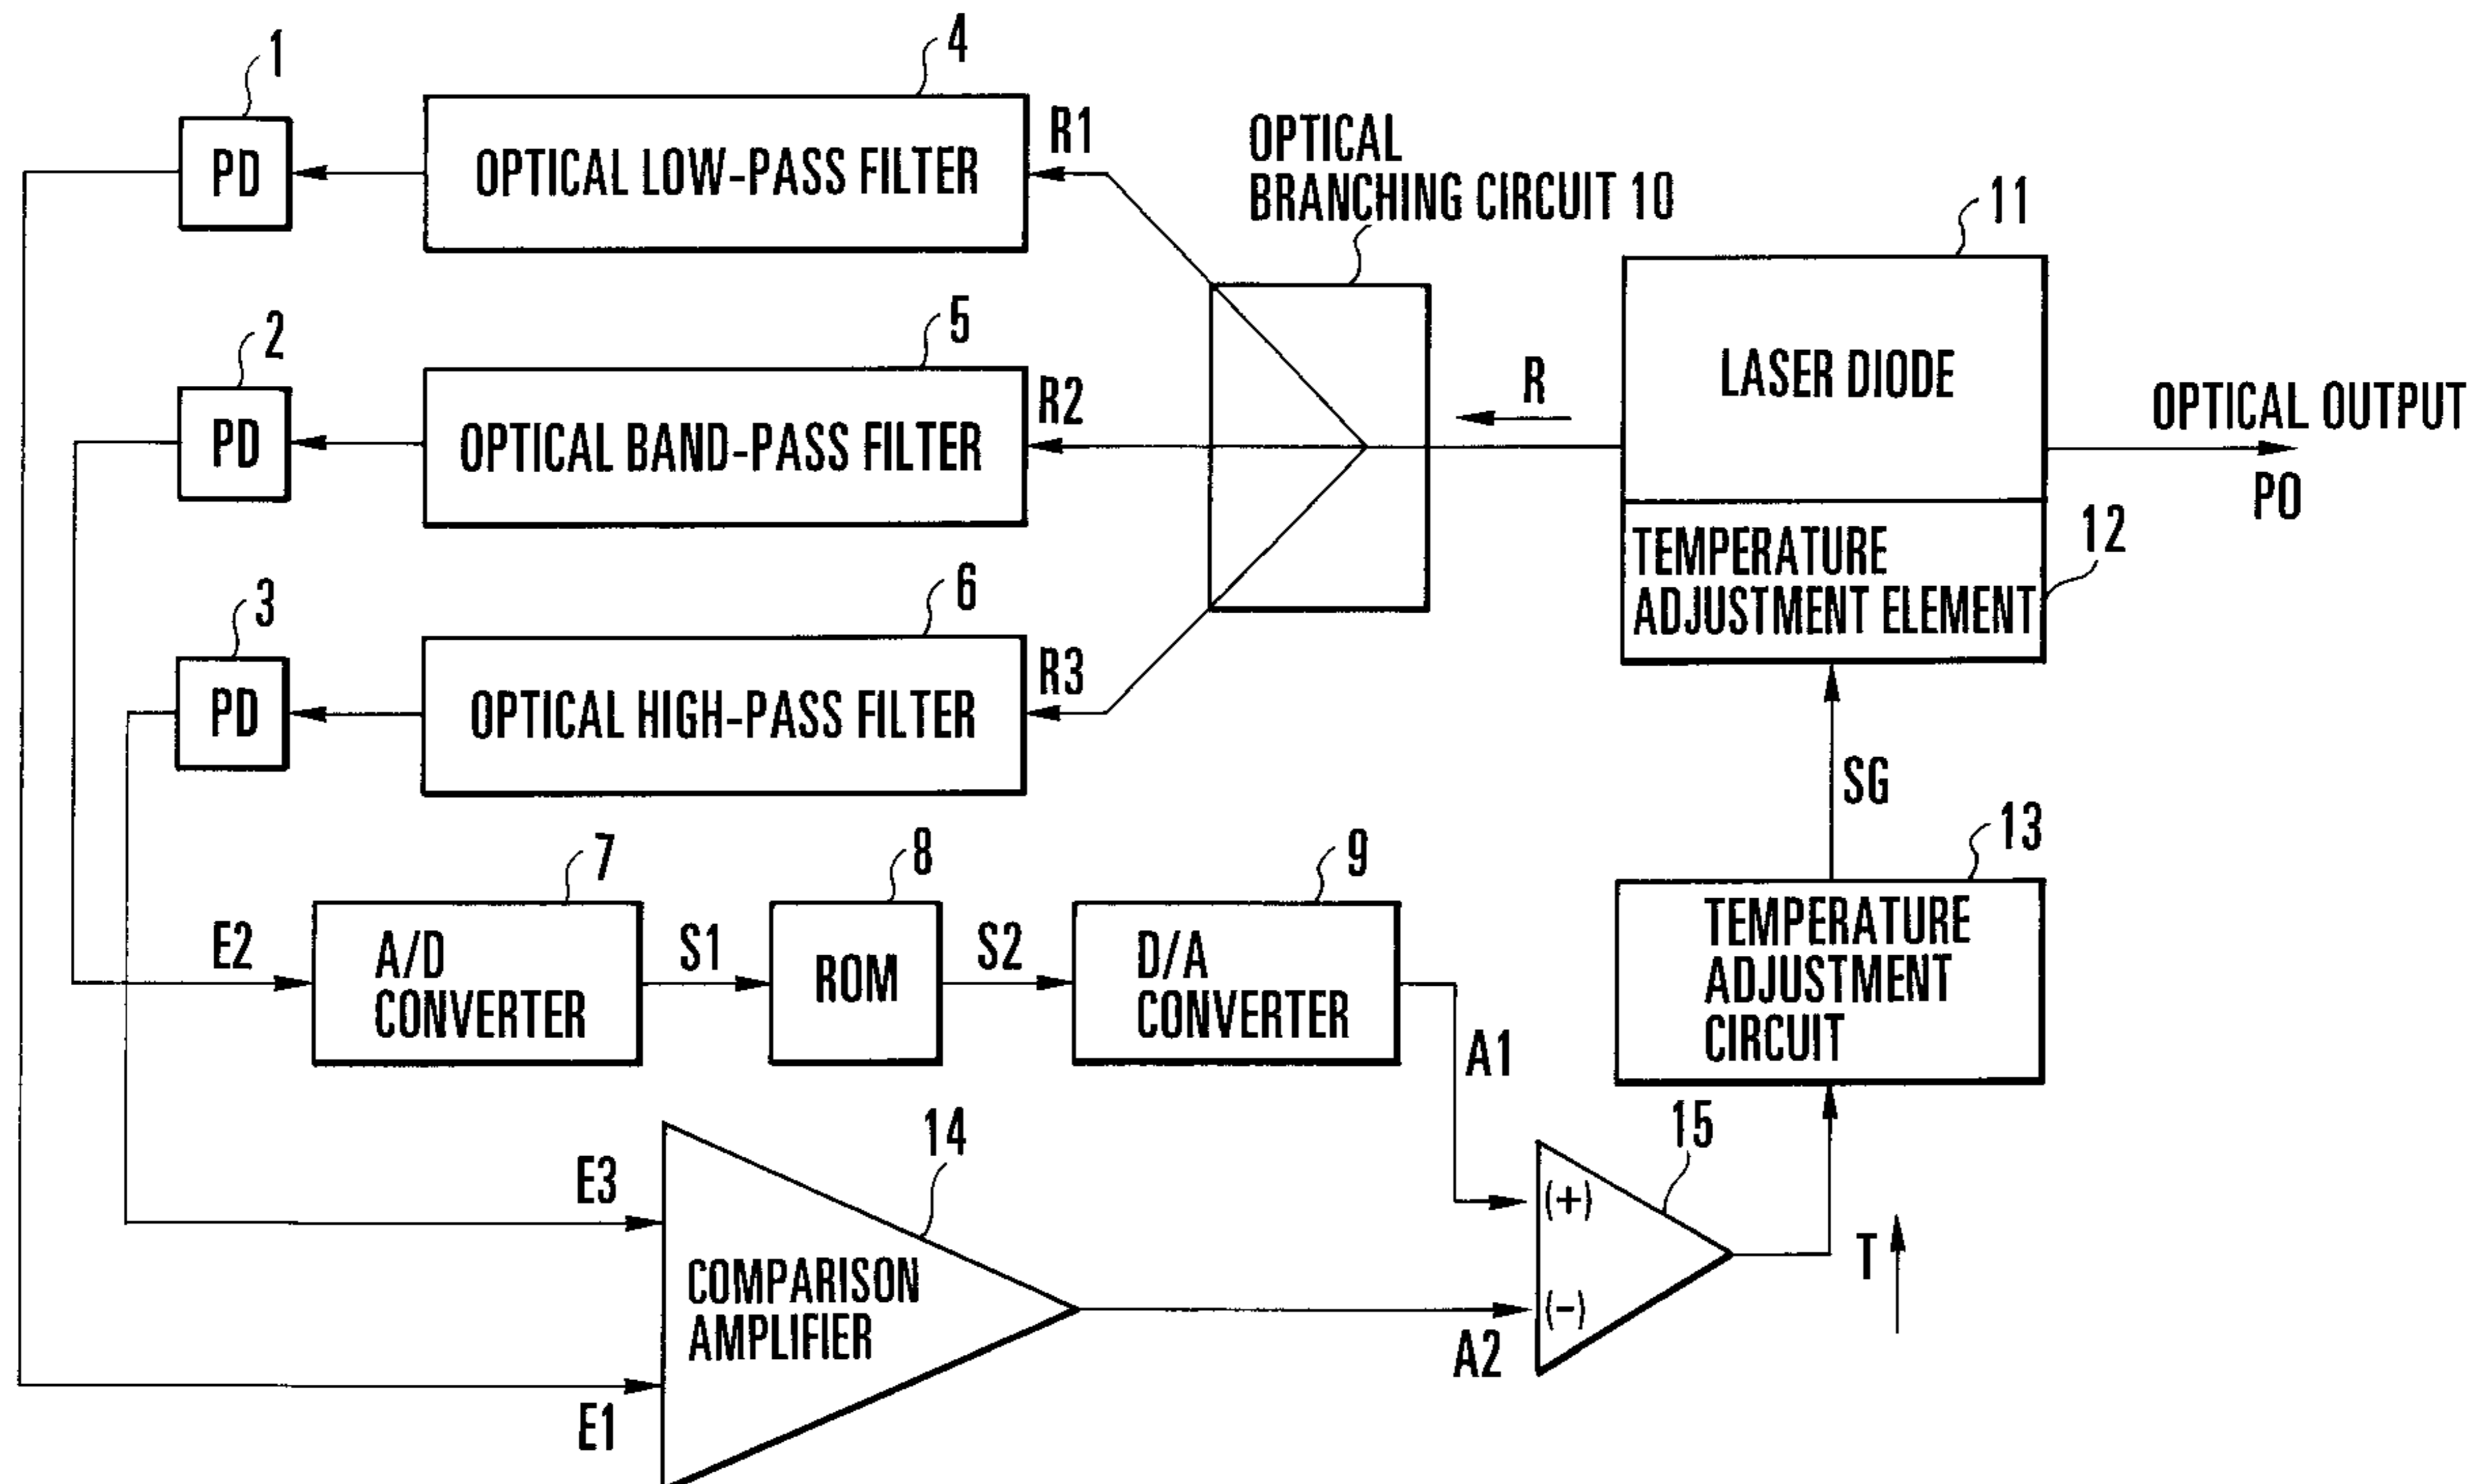 1
4
PD
OPTICAL LOW-PASS FILTER
R1
OPTICAL
BRANCHING CIRCUIT 10
11
2
5
PD
OPTICAL BAND-PASS FILTER
R2
R
LASER DIODE
OPTICAL OUTPUT
PO
12
TEMPERATURE
ADJUSTMENT ELEMENT
3
6
PD
OPTICAL HIGH-PASS FILTER
R3
SG
7
8
9
13
E2
A/D
CONVERTER
S1
ROM
S2
D/A
CONVERTER
A1
TEMPERATURE
ADJUSTMENT
CIRCUIT
14
15
E3
COMPARISON
AMPLIFIER
(+)
(-)
T
A2
E1